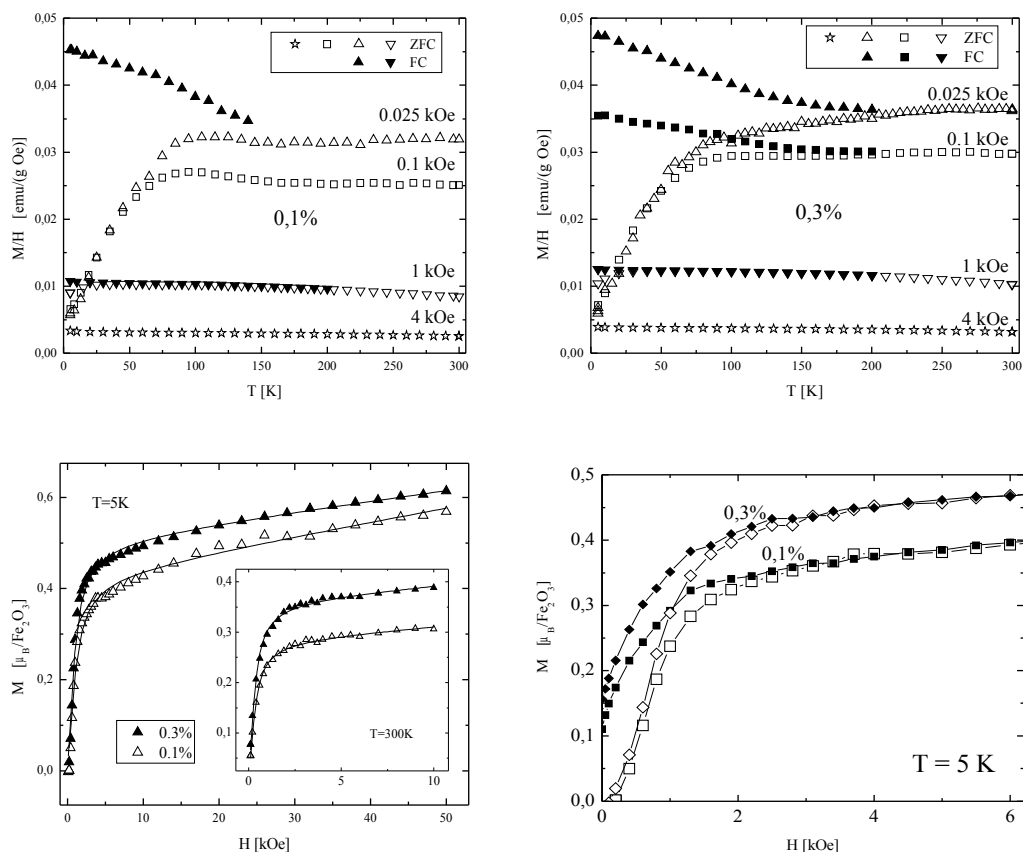 0,05
0,04
0,03
0,02
0,01
0,00
M/H [emu/(g Oe)]
ZFC
FC
0.025 kOe
0.1 kOe
0,1%
1 kOe
4 kOe
0 50 100 150 200 250 300
T [K]
0,05
0,04
0,03
0,02
0,01
0,00
M/H [emu/(g Oe)]
ZFC
FC
0.025 kOe
0.1 kOe
0,3%
1 kOe
4 kOe
0 50 100 150 200 250 300
T [K]
0,6
0,4
0,2
0,0
M [μB/Fe2O3]
T=5K
0.3%
0.1%
0,4
0,3
0,2
0,1
T=300K
0 5 10
0 10 20 30 40 50
H [kOe]
0,5
0,4
0,3
0,2
0,1
0,0
M [μB/Fe2O3]
0,3%
0,1%
T = 5 K
0 2 4 6
H [kOe]